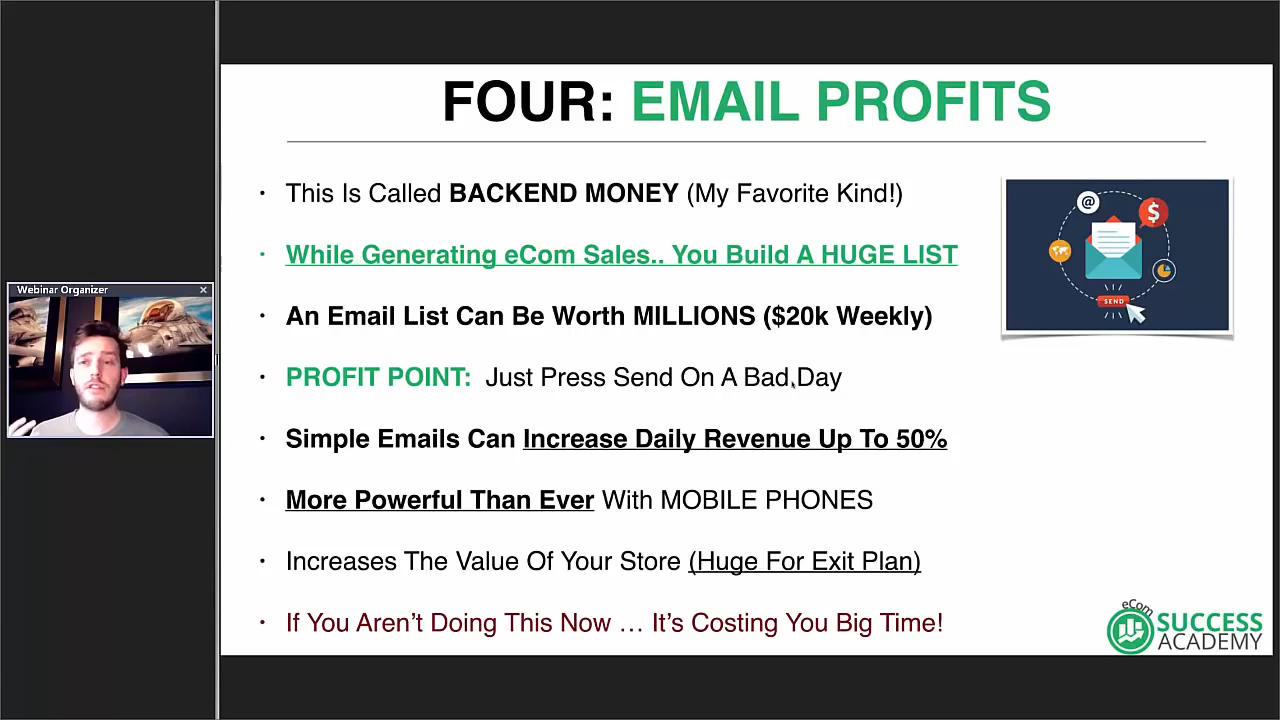 FOUR: EMAIL PROFITS
This Is Called BACKEND MONEY (My Favorite Kind!)
While Generating eCom Sales.. You Build A HUGE LIST
An Email List Can Be Worth MILLIONS ($20k Weekly)
PROFIT POINT: Just Press Send On A Bad Day
Simple Emails Can Increase Daily Revenue Up To 50%
More Powerful Than Ever With MOBILE PHONES
Increases The Value Of Your Store (Huge For Exit Plan)
If You Aren't Doing This Now … It's Costing You Big Time!
@
$
SEND
Webinar Organizer
eCom
SUCCESS
ACADEMY